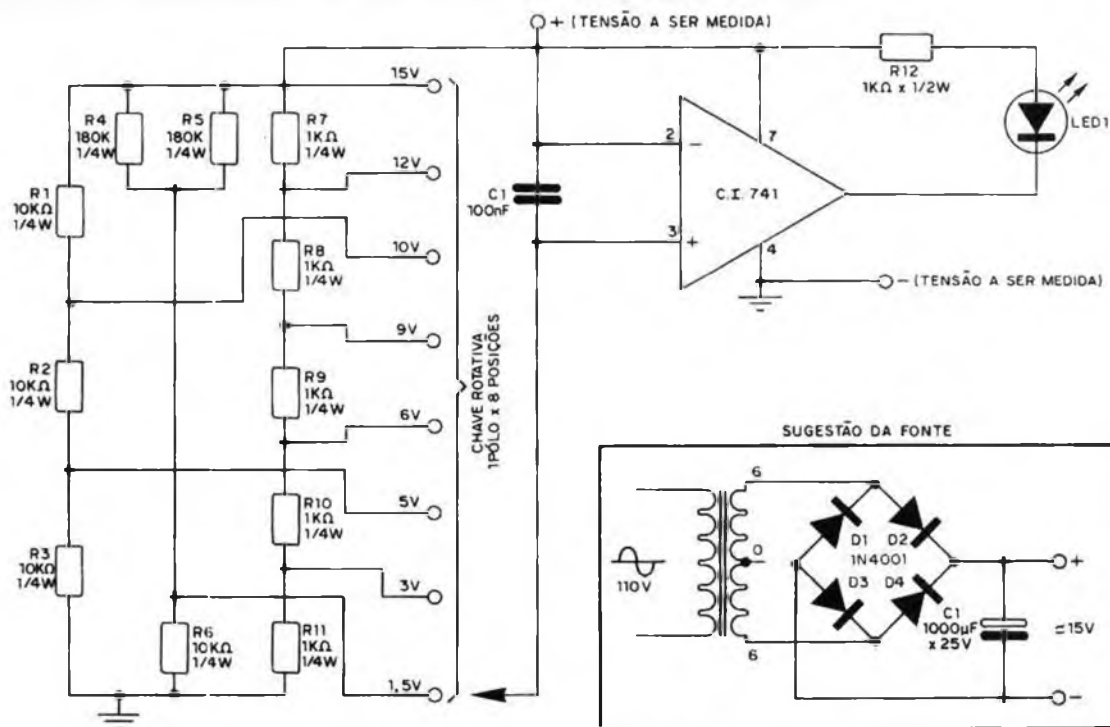 + (TENSÃO A SER MEDIDA)
15V
R4
180K
1/4W
R5
180K
1/4W
R7
1KΩ
1/4W
R12
1KΩ x 1/2W
LED1
12V
2
−
7
C.I. 741
R1
10KΩ
1/4W
C1
100nF
10V
3
+
4
R8
1KΩ
1/4W
− (TENSÃO A SER MEDIDA)
9V
R2
10KΩ
1/4W
R9
1KΩ
1/4W
CHAVE ROTATIVA
1PÓLO x 8 POSIÇÕES
6V
5V
R10
1KΩ
1/4W
R3
10KΩ
1/4W
3V
R6
10KΩ
1/4W
R11
1KΩ
1/4W
1,5V
SUGESTÃO DA FONTE
6
0
6
110V
D1
D2
1N4001
D3
D4
C1
1000µF
x 25V
+
≅15V
−